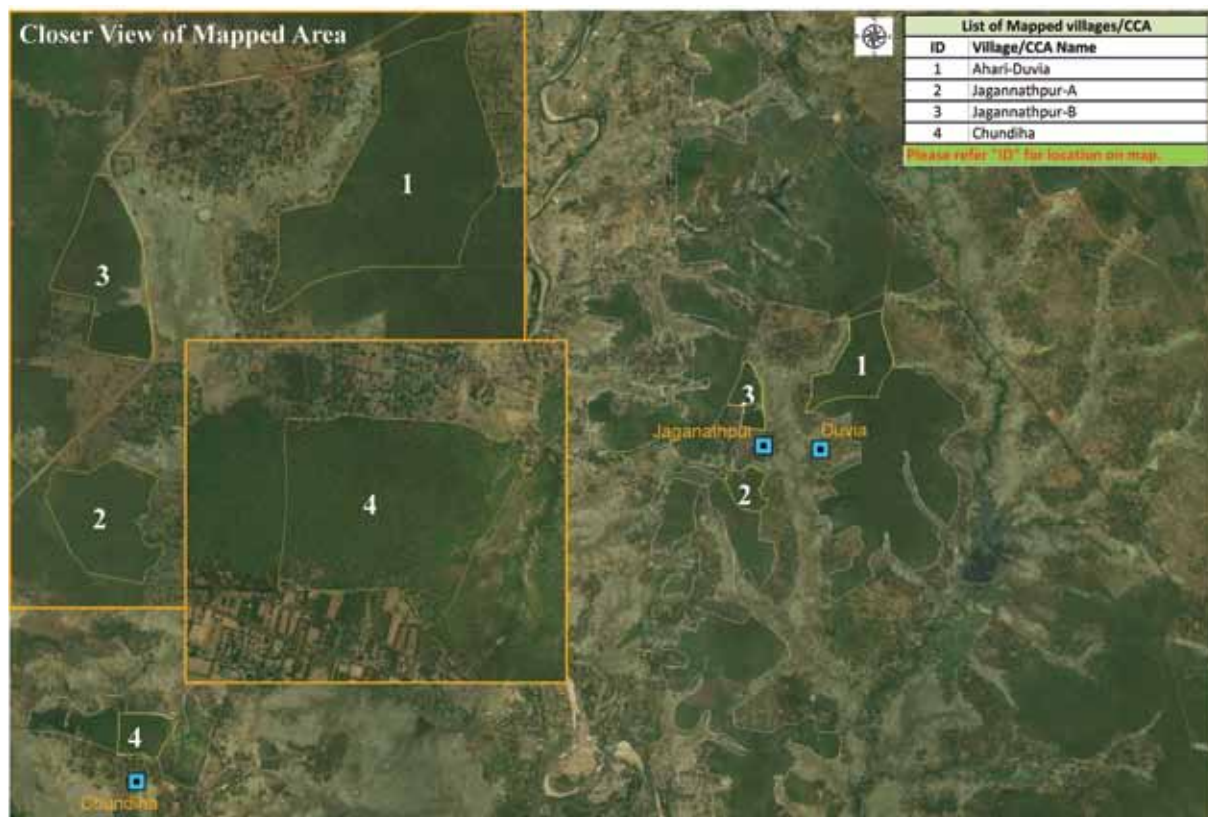 Closer View of Mapped Area
List of Mapped villages/CCA
ID Village/CCA Name
1 Ahari-Duvia
2 Jagannathpur-A
3 Jagannathpur-B
4 Chundiha
Please refer "ID" for location on map.
1
3
2
4
1
3
Jaganathpur
Duvia
2
4
Chundiha